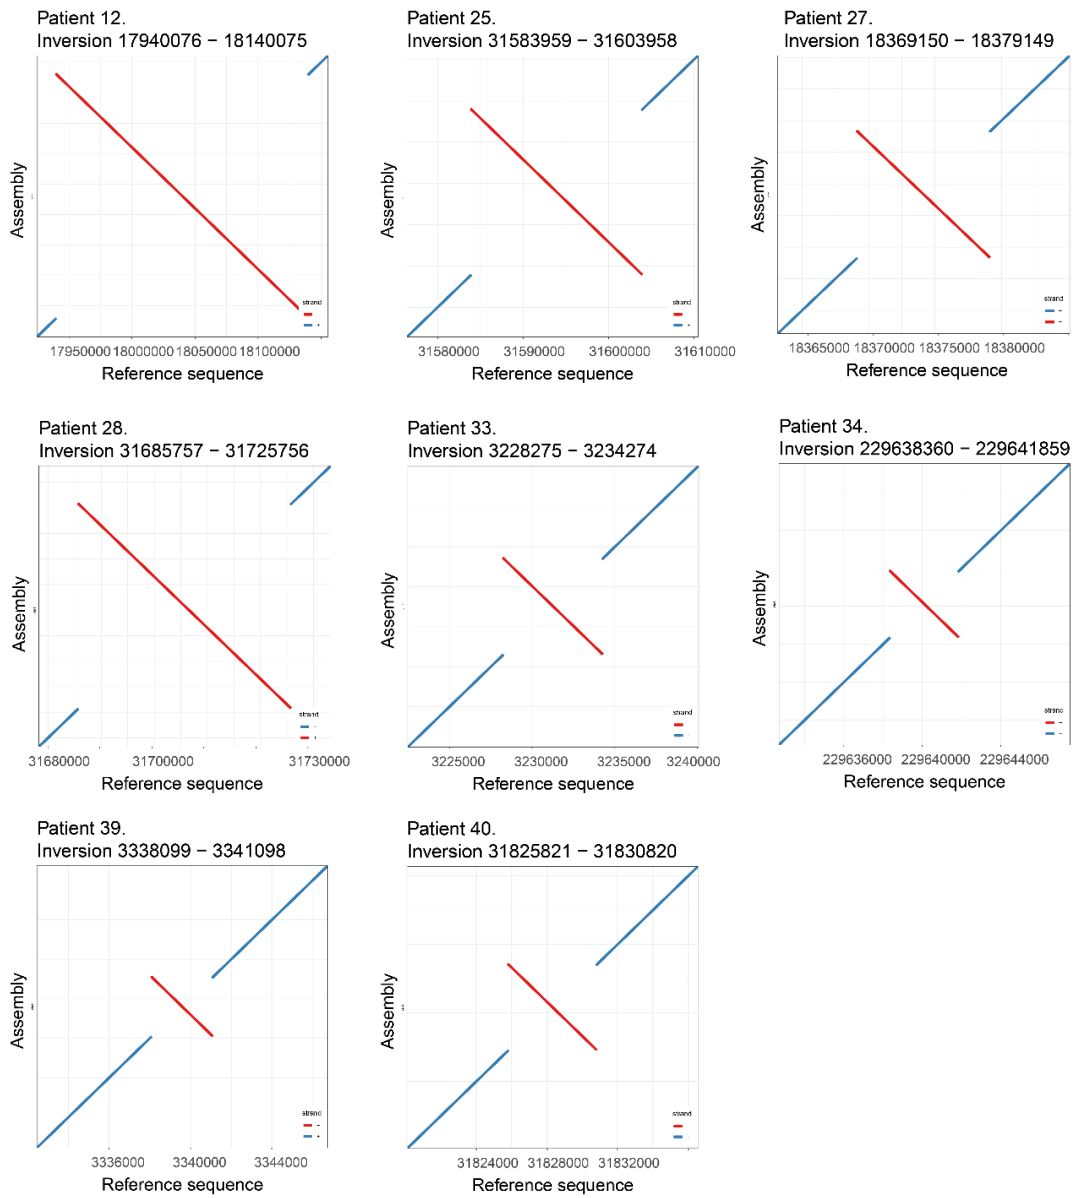 Patient 12.
Inversion 17940076 – 18140075
Assembly
strand
17950000 18000000 18050000 18100000
Reference sequence
Patient 25.
Inversion 31583959 – 31603958
Assembly
strand
31580000 31590000 31600000 31610000
Reference sequence
Patient 27.
Inversion 18369150 – 18379149
Assembly
strand
18365000 18370000 18375000 18380000
Reference sequence
Patient 28.
Inversion 31685757 – 31725756
Assembly
strand
31680000 31700000 31730000
Reference sequence
Patient 33.
Inversion 3228275 – 3234274
Assembly
strand
3225000 3230000 3235000 3240000
Reference sequence
Patient 34.
Inversion 229638360 – 229641859
Assembly
strand
229636000 229640000 229644000
Reference sequence
Patient 39.
Inversion 3338099 – 3341098
Assembly
strand
3336000 3340000 3344000
Reference sequence
Patient 40.
Inversion 31825821 – 31830820
Assembly
strand
31824000 31828000 31832000
Reference sequence